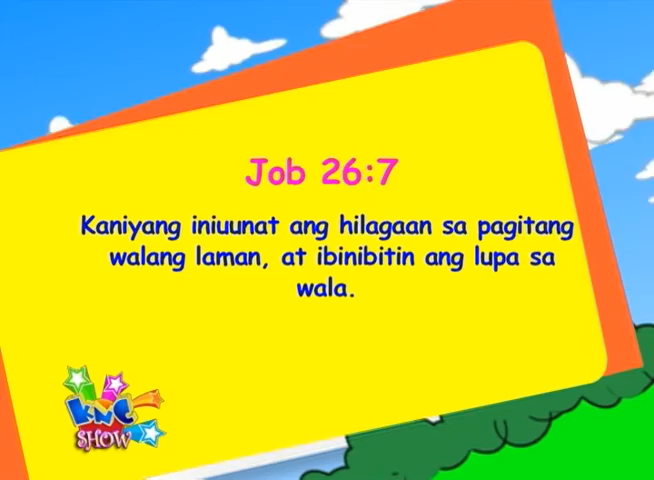 Job 26:7
Kaniyang iniuunat ang hilagaan sa pagitang
walang laman, at ibinibitin ang lupa sa
wala.
KNC
SHOW